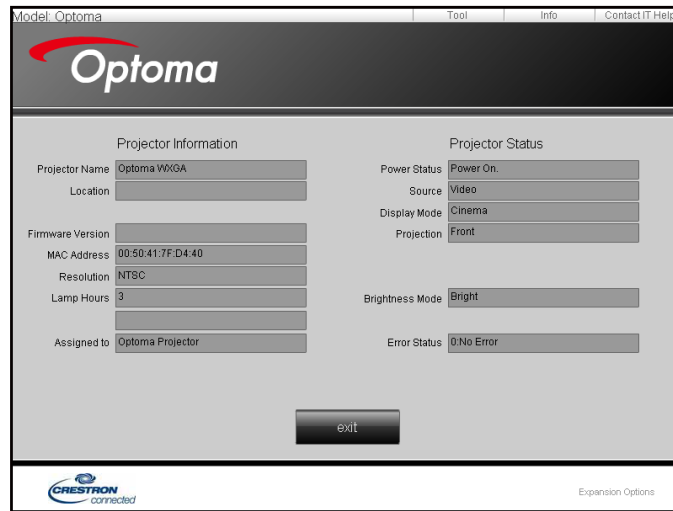 Model: Optoma
Tool
Info
Contact IT Help
Optoma
Projector Information
Projector Name Optoma WXGA
Location
Firmware Version
MAC Address 00:50:41:7F:D4:40
Resolution NTSC
Lamp Hours 3
Assigned to Optoma Projector
Projector Status
Power Status Power On.
Source Video
Display Mode Cinema
Projection Front
Brightness Mode Bright
Error Status 0:No Error
exit
CRESTRON
connected
Expansion Options